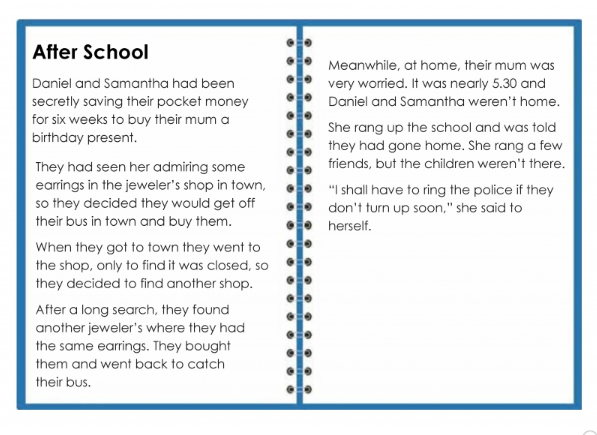 After School
Daniel and Samantha had been
secretly saving their pocket money
for six weeks to buy their mum a
birthday present.
They had seen her admiring some
earrings in the jeweler's shop in town,
so they decided they would get off
their bus in town and buy them.
When they got to town they went to
the shop, only to find it was closed, so
they decided to find another shop.
After a long search, they found
another jeweler's where they had
the same earrings. They bought
them and went back to catch
their bus.
Meanwhile, at home, their mum was
very worried. It was nearly 5.30 and
Daniel and Samantha weren't home.
She rang up the school and was told
they had gone home. She rang a few
friends, but the children weren't there.
“I shall have to ring the police if they
don't turn up soon,” she said to
herself.